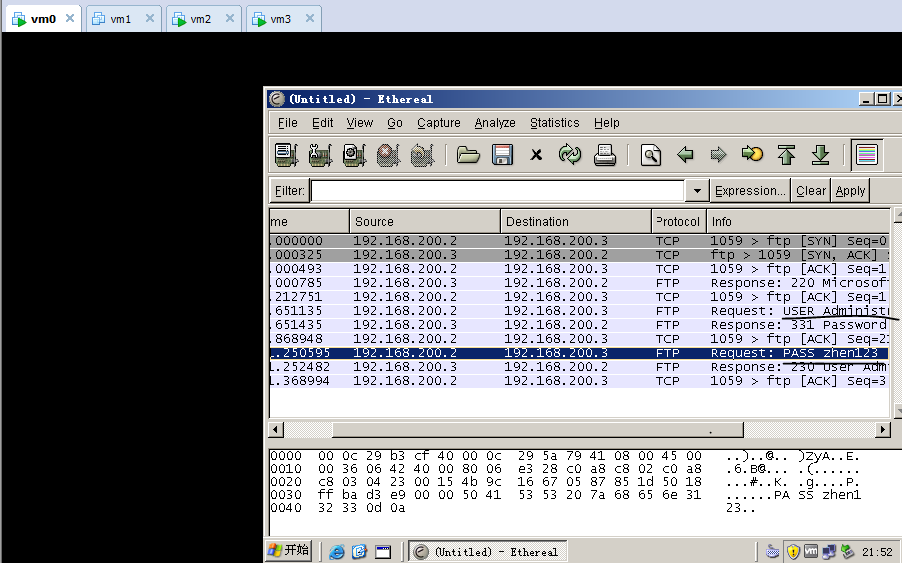 vm0 vm1 vm2 vm3
(Untitled) - Ethereal
File Edit View Go Capture Analyze Statistics Help
Filter: Expression... Clear Apply
me Source Destination Protocol Info
.000000 192.168.200.2 192.168.200.3 TCP 1059 > ftp [SYN] Seq=0
.000325 192.168.200.3 192.168.200.2 TCP ftp > 1059 [SYN, ACK]
.000493 192.168.200.2 192.168.200.3 TCP 1059 > ftp [ACK] Seq=1
.000785 192.168.200.3 192.168.200.2 FTP Response: 220 Microsof
.212751 192.168.200.2 192.168.200.3 TCP 1059 > ftp [ACK] Seq=1
.651135 192.168.200.2 192.168.200.3 FTP Request: USER Administ
.651435 192.168.200.3 192.168.200.2 FTP Response: 331 Password
.868948 192.168.200.2 192.168.200.3 TCP 1059 > ftp [ACK] Seq=2
1.250595 192.168.200.2 192.168.200.3 FTP Request: PASS zhen123
1.252482 192.168.200.3 192.168.200.2 FTP Response: 230 User Adm
1.368994 192.168.200.2 192.168.200.3 TCP 1059 > ftp [ACK] Seq=3
0000 00 0c 29 b3 cf 40 00 0c 29 5a 79 41 08 00 45 00 ..)..@.. )ZyA..E.
0010 00 36 06 42 40 00 80 06 e3 28 c0 a8 c8 02 c0 a8 .6.B@... .(......
0020 c8 03 04 23 00 15 4b 9c 16 67 05 87 85 1d 50 18 ...#..K. .g....P.
0030 ff ba d3 e9 00 00 50 41 53 53 20 7a 68 65 6e 31 ......PA SS zhen1
0040 32 33 0d 0a 23..
开始 (Untitled) - Ethereal vm 21:52